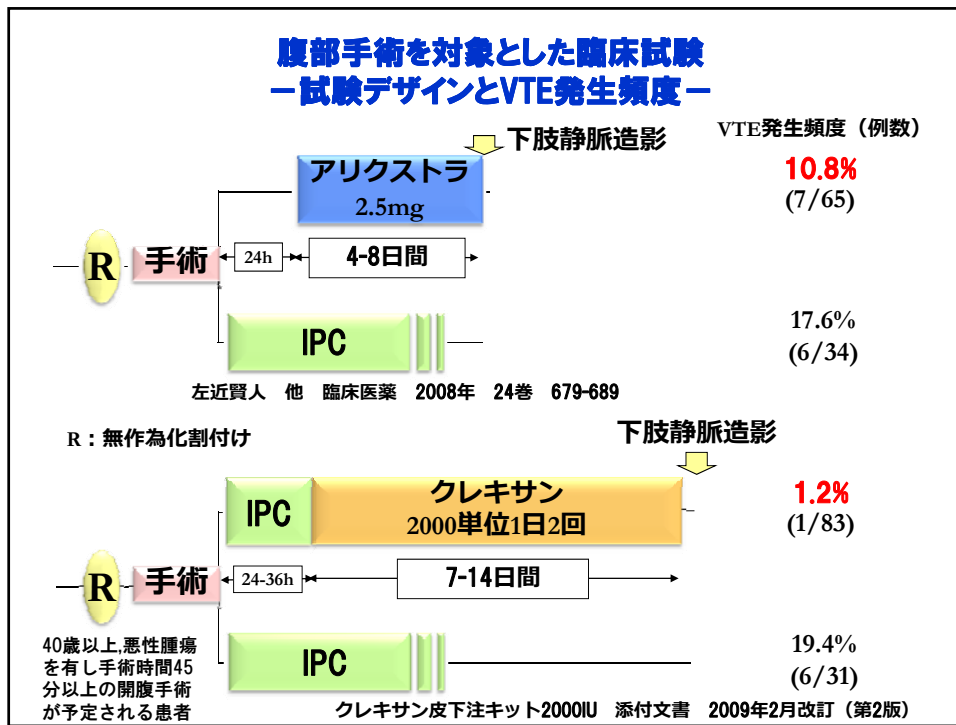 腹部手術を対象とした臨床試験
－試験デザインとVTE発生頻度－
下肢静脈造影
VTE発生頻度（例数）
アリクストラ
2.5mg
10.8%
(7/65)
R
手術
24h
4-8日間
IPC
17.6%
(6/34)
左近賢人　他　臨床医薬　2008年　24巻　679-689
R：無作為化割付け
下肢静脈造影
IPC
クレキサン
2000単位1日2回
1.2%
(1/83)
R
手術
24-36h
7-14日間
40歳以上,悪性腫瘍
を有し手術時間45
分以上の開腹手術
が予定される患者
IPC
19.4%
(6/31)
クレキサン皮下注キット2000IU　添付文書　2009年2月改訂（第2版）